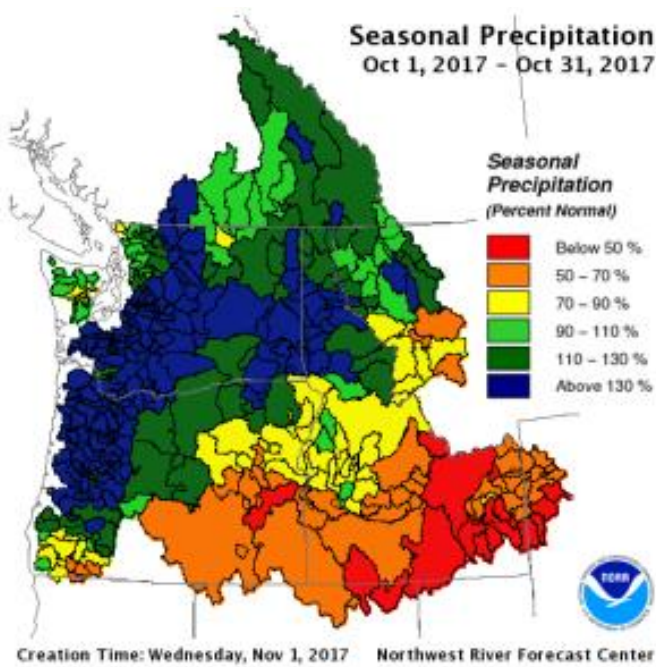 Seasonal Precipitation
Oct 1, 2017 – Oct 31, 2017
Seasonal
Precipitation
(Percent Normal)
Below 50 %
50 – 70 %
70 – 90 %
90 – 110 %
110 – 130 %
Above 130 %
NOAA
Creation Time: Wednesday, Nov 1, 2017 Northwest River Forecast Center